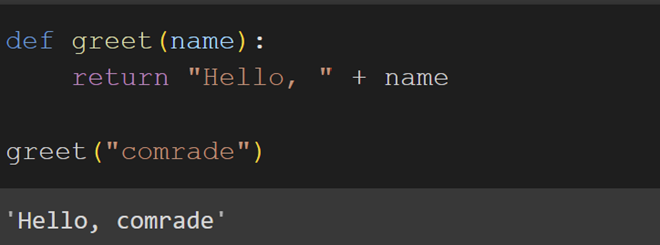 def greet(name):
    return "Hello, " + name
greet("comrade")
'Hello, comrade'